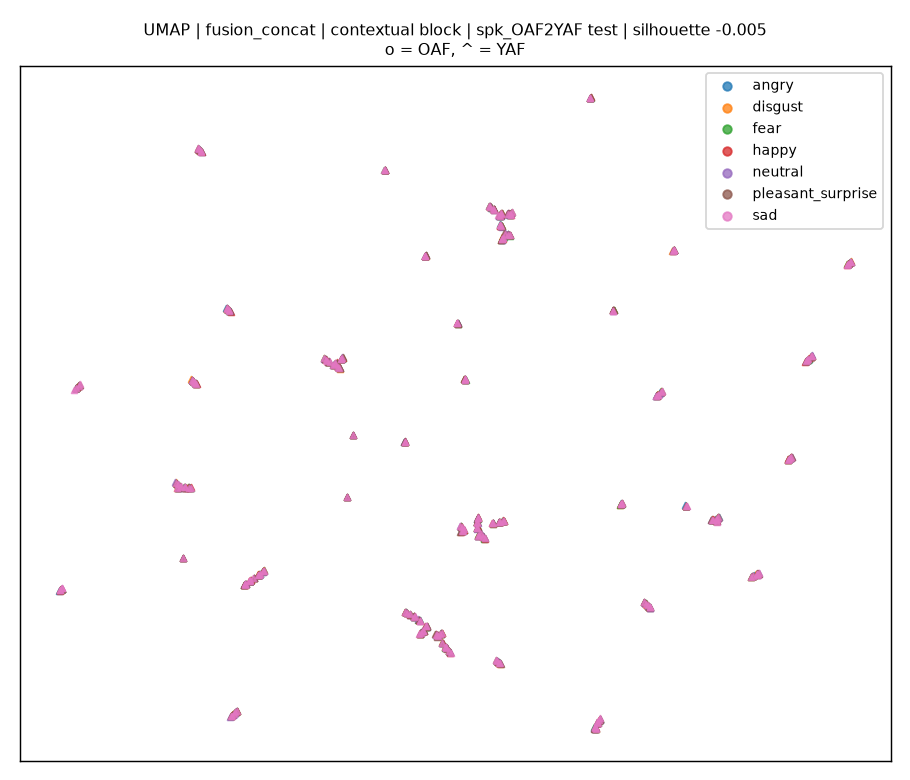 UMAP | fusion_concat | contextual block | spk_OAF2YAF test | silhouette -0.005
o = OAF, ^ = YAF
angry
disgust
fear
happy
neutral
pleasant_surprise
sad